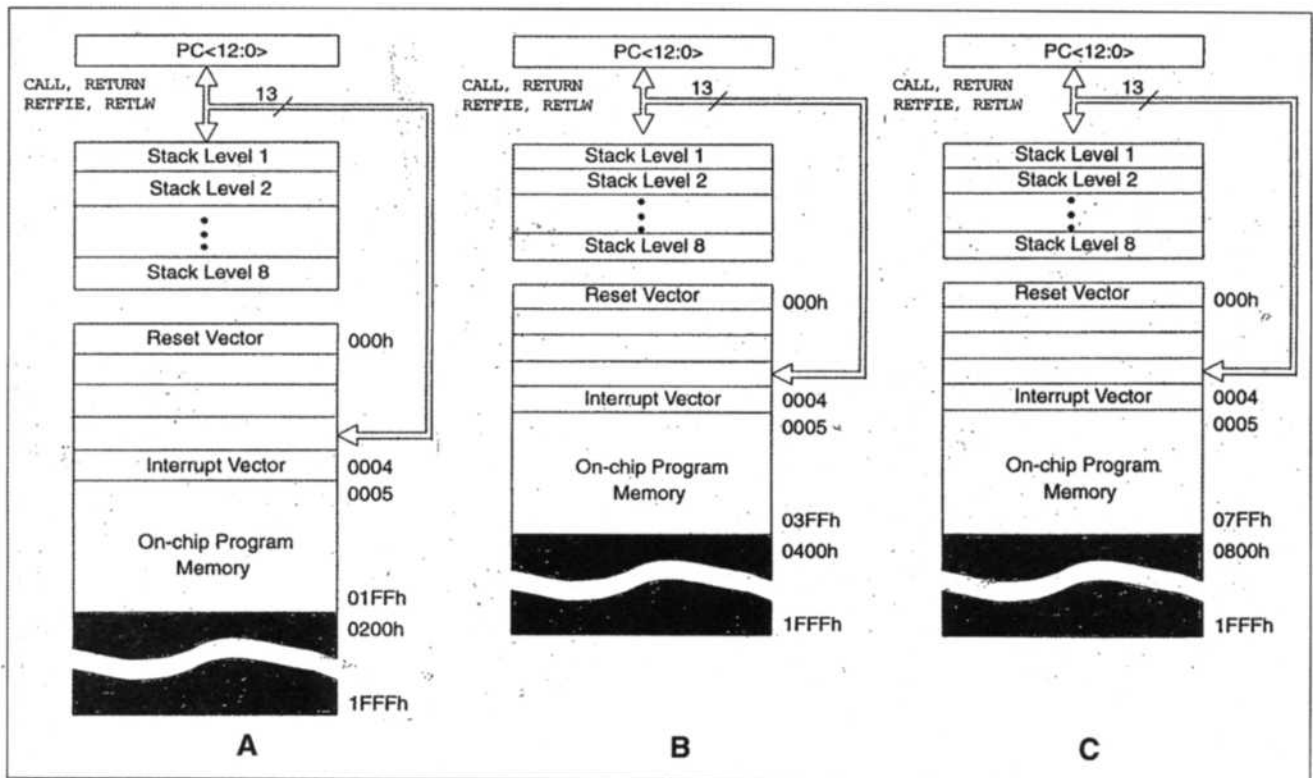 PC<12:0>
CALL, RETURN
RETFIE, RETLW
13
Stack Level 1
Stack Level 2
Stack Level 8
Reset Vector
000h
Interrupt Vector
0004
0005
On-chip Program
Memory
01FFh
0200h
1FFFh
A
PC<12:0>
CALL, RETURN
RETFIE, RETLW
13
Stack Level 1
Stack Level 2
Stack Level 8
Reset Vector
000h
Interrupt Vector
0004
0005
On-chip Program
Memory
03FFh
0400h
1FFFh
B
PC<12:0>
CALL, RETURN
RETFIE, RETLW
13
Stack Level 1
Stack Level 2
Stack Level 8
Reset Vector
000h
Interrupt Vector
0004
0005
On-chip Program
Memory
07FFh
0800h
1FFFh
C